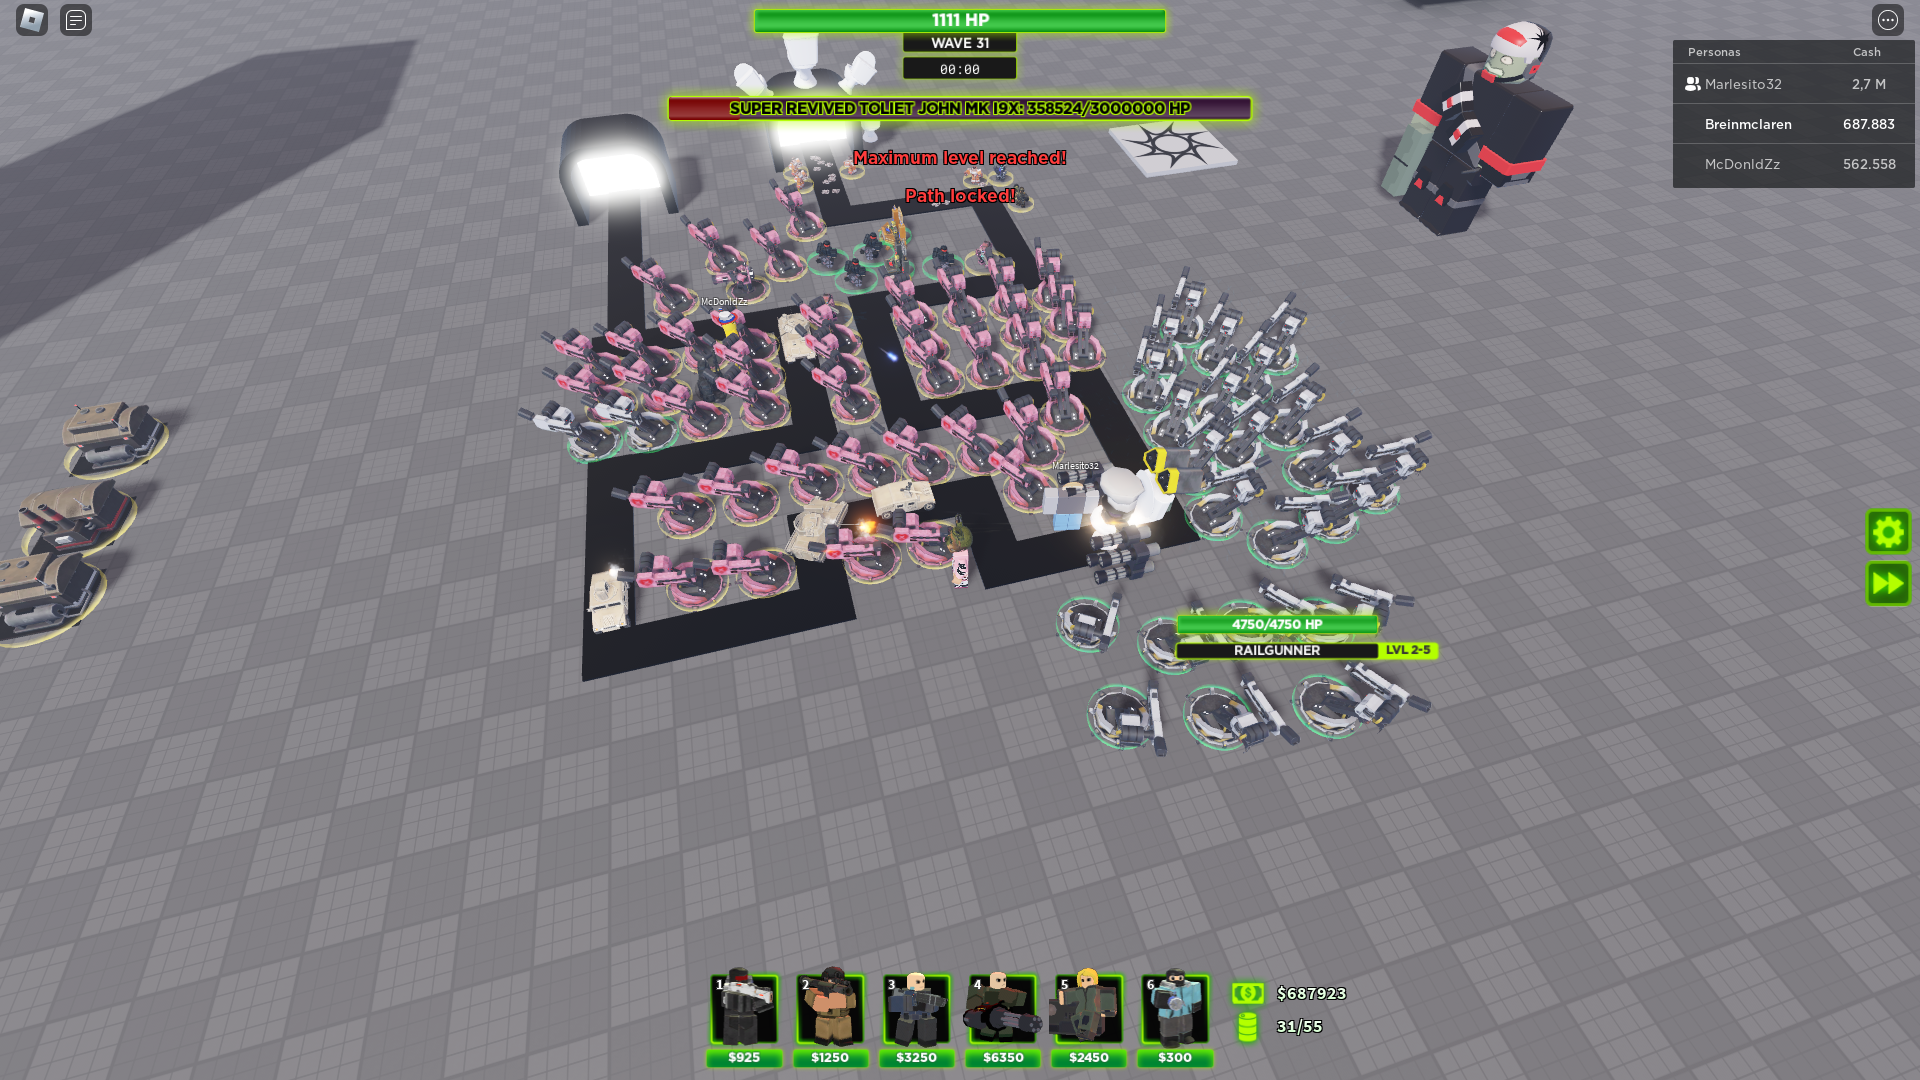 1111 HP
WAVE 31
00:00
SUPER REVIVED TOLIET JOHN MK I9X: 358524/3000000 HP
Maximum level reached!
Path locked!
Personas Cash
Marlesito32 2,7 M
Breinmclaren 687.883
McDonldZz 562.558
McDonldZz
Marlesito32
4750/4750 HP
RAILGUNNER LVL 2-5
1 2 3 4 5 6
$925 $1250 $3250 $6350 $2450 $300
$687923
31/55